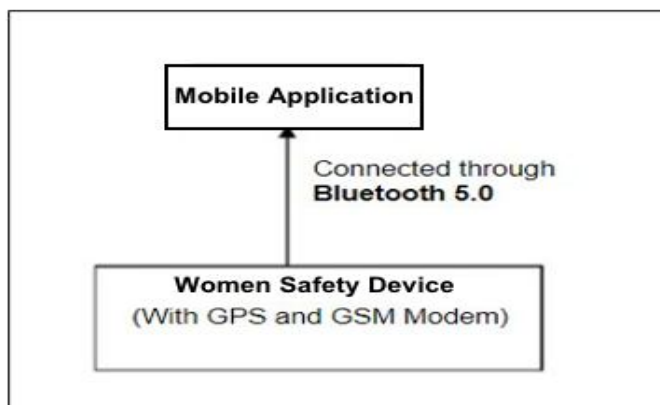 Mobile Application
Connected through
Bluetooth 5.0
Women Safety Device
(With GPS and GSM Modem)